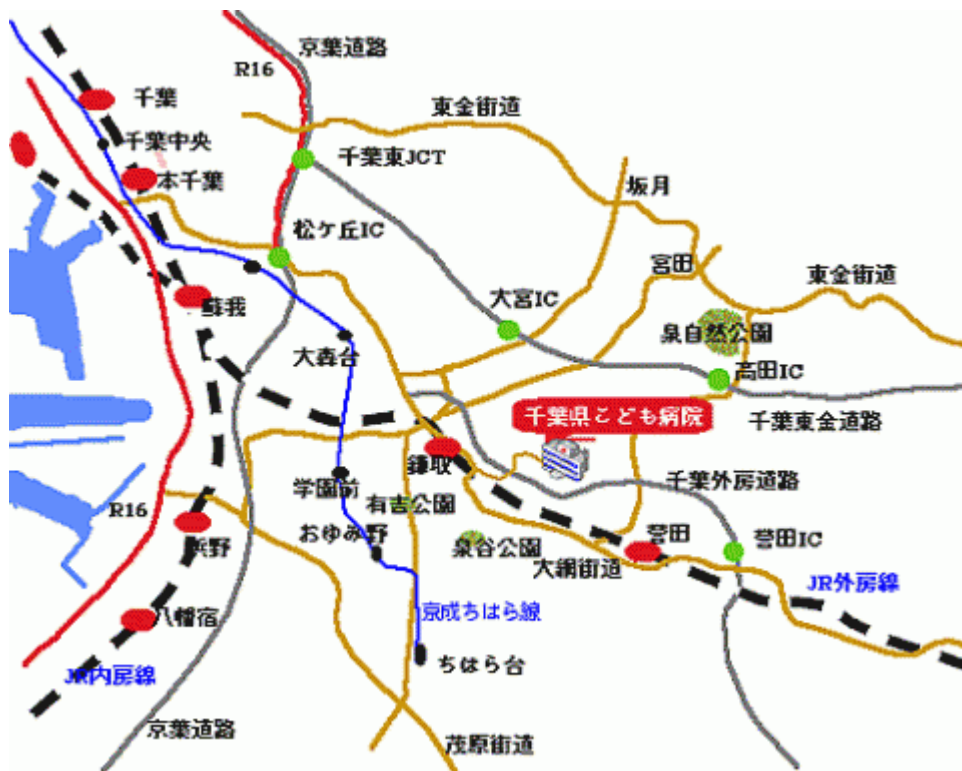 京葉道路
R16
千葉
東金街道
千葉中央
千葉東JCT
本千葉
坂月
松ケ丘IC
宮田
東金街道
大宮IC
蘇我
泉自然公園
大森台
高田IC
千葉県こども病院
千葉東金道路
鎌取
千葉外房道路
学園前
有吉公園
R16
おゆみ野
浜野
泉谷公園
誉田
誉田IC
大網街道
JR外房線
京成ちはら線
八幡宿
ちはら台
JR内房線
京葉道路
茂原街道